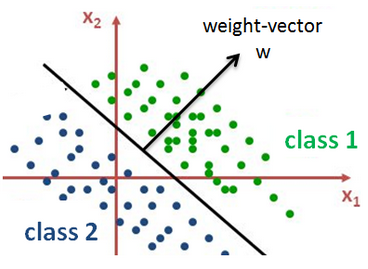 weight-vector
w
x₂
class 1
x₁
class 2